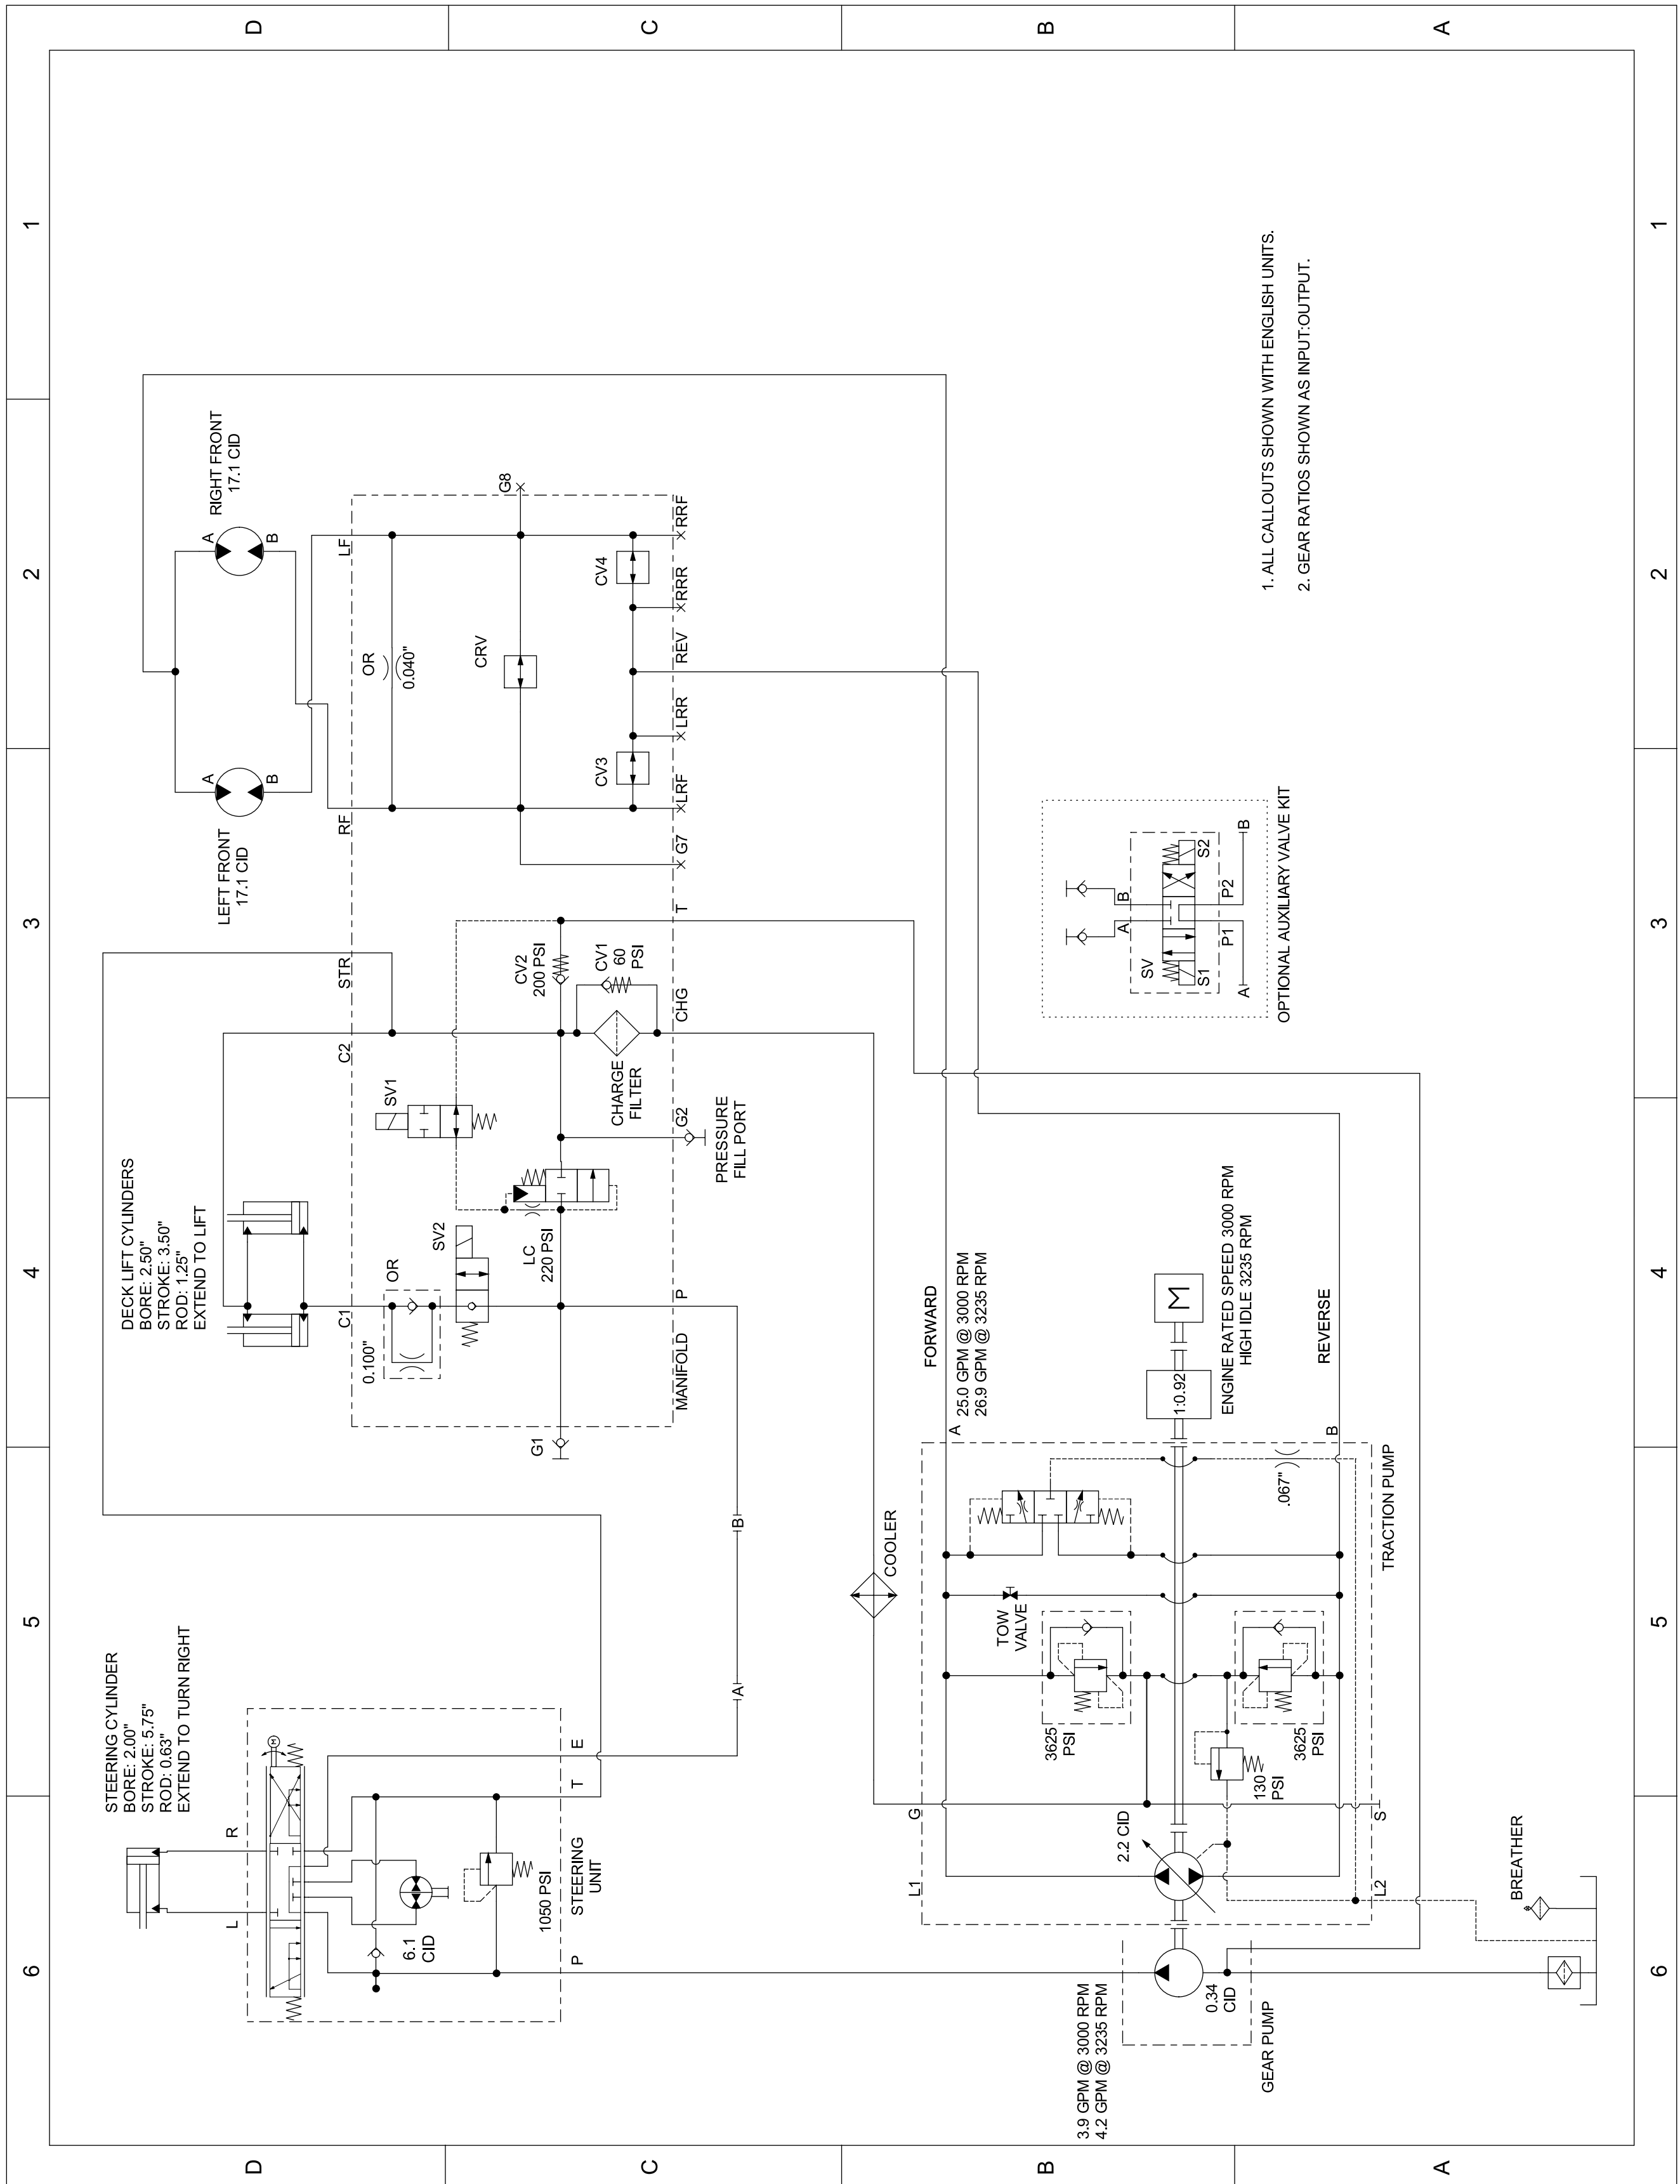 6
5
4
3
2
1
D
C
B
A
STEERING CYLINDER
BORE: 2.00"
STROKE: 5.75"
ROD: 0.63"
EXTEND TO TURN RIGHT
L
R
M
6.1
CID
1050 PSI
STEERING
UNIT
P
T
E
A
B
DECK LIFT CYLINDERS
BORE: 2.50"
STROKE: 3.50"
ROD: 1.25"
EXTEND TO LIFT
C1
C2
STR
0.100"
OR
SV2
SV1
LC
220 PSI
G1
CV2
200 PSI
CV1
60
PSI
CHARGE
FILTER
MANIFOLD
P
G2
CHG
T
PRESSURE
FILL PORT
LEFT FRONT
17.1 CID
A
B
RIGHT FRONT
17.1 CID
A
B
RF
LF
OR
0.040"
CRV
G8
CV3
CV4
G7
LRF
LRR
REV
RRR
RRF
COOLER
FORWARD
25.0 GPM @ 3000 RPM
26.9 GPM @ 3235 RPM
A
L1
G
2.2 CID
3625
PSI
TOW
VALVE
130
PSI
3625
PSI
.067"
B
L2
S
TRACTION PUMP
1:0.92
M
ENGINE RATED SPEED 3000 RPM
HIGH IDLE 3235 RPM
REVERSE
3.9 GPM @ 3000 RPM
4.2 GPM @ 3235 RPM
0.34
CID
GEAR PUMP
BREATHER
A
B
SV
S1
S2
P1
P2
A
B
OPTIONAL AUXILIARY VALVE KIT
1. ALL CALLOUTS SHOWN WITH ENGLISH UNITS.
2. GEAR RATIOS SHOWN AS INPUT:OUTPUT.
D
C
B
A
6
5
4
3
2
1